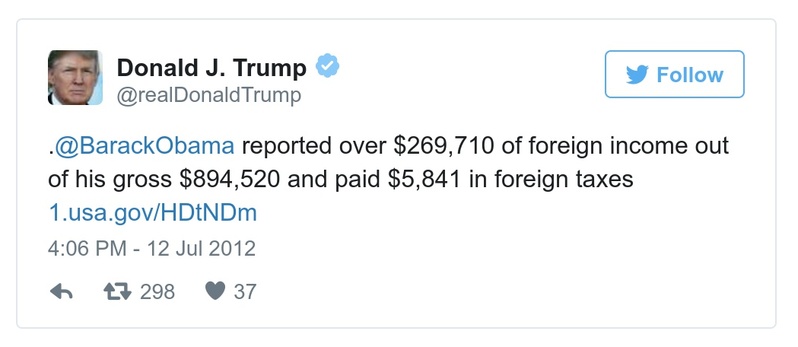 Donald J. Trump
Follow
@realDonaldTrump
.@BarackObama reported over $269,710 of foreign income out
of his gross $894,520 and paid $5,841 in foreign taxes
1.usa.gov/HDtNDm
4:06 PM - 12 Jul 2012
298 37